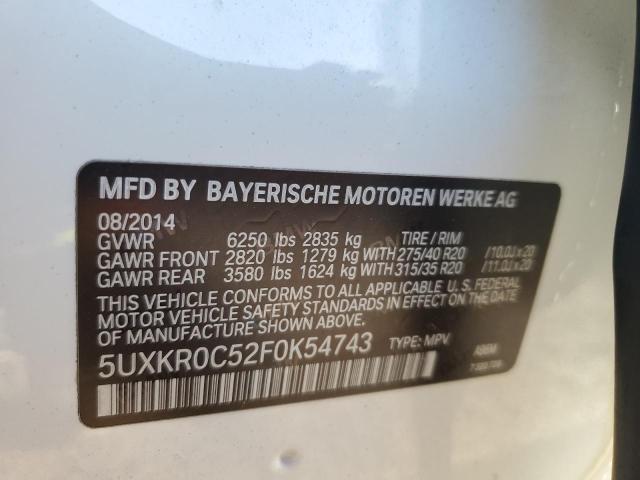 MFD BY BAYERISCHE MOTOREN WERKE AG
08/2014
GVWR 6250 lbs 2835 kg TIRE / RIM
GAWR FRONT 2820 lbs 1279 kg WITH 275/40 R20 /10.0J x 20
GAWR REAR 3580 lbs 1624 kg WITH 315/35 R20 /11.0J x 20
THIS VEHICLE CONFORMS TO ALL APPLICABLE U. S. FEDERAL
MOTOR VEHICLE SAFETY STANDARDS IN EFFECT ON THE DATE
OF MANUFACTURE SHOWN ABOVE.
5UXKR0C52F0K54743 TYPE: MPV A96M